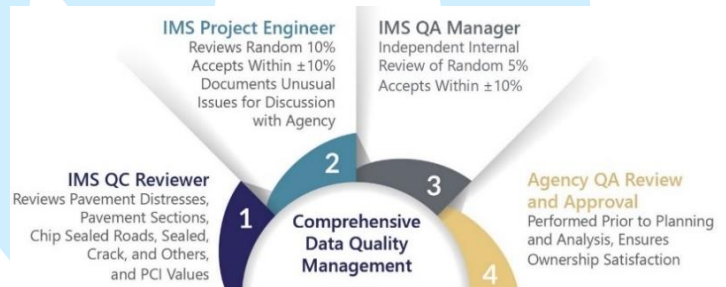 IMS Project Engineer
Reviews Random 10%
Accepts Within ±10%
Documents Unusual
Issues for Discussion
with Agency
IMS QA Manager
Independent Internal
Review of Random 5%
Accepts Within ±10%
IMS QC Reviewer
Reviews Pavement Distresses,
Pavement Sections,
Chip Sealed Roads, Sealed,
Crack, and Others,
and PCI Values
Agency QA Review
and Approval
Performed Prior to Planning
and Analysis, Ensures
Ownership Satisfaction
1
2
3
4
Comprehensive
Data Quality
Management